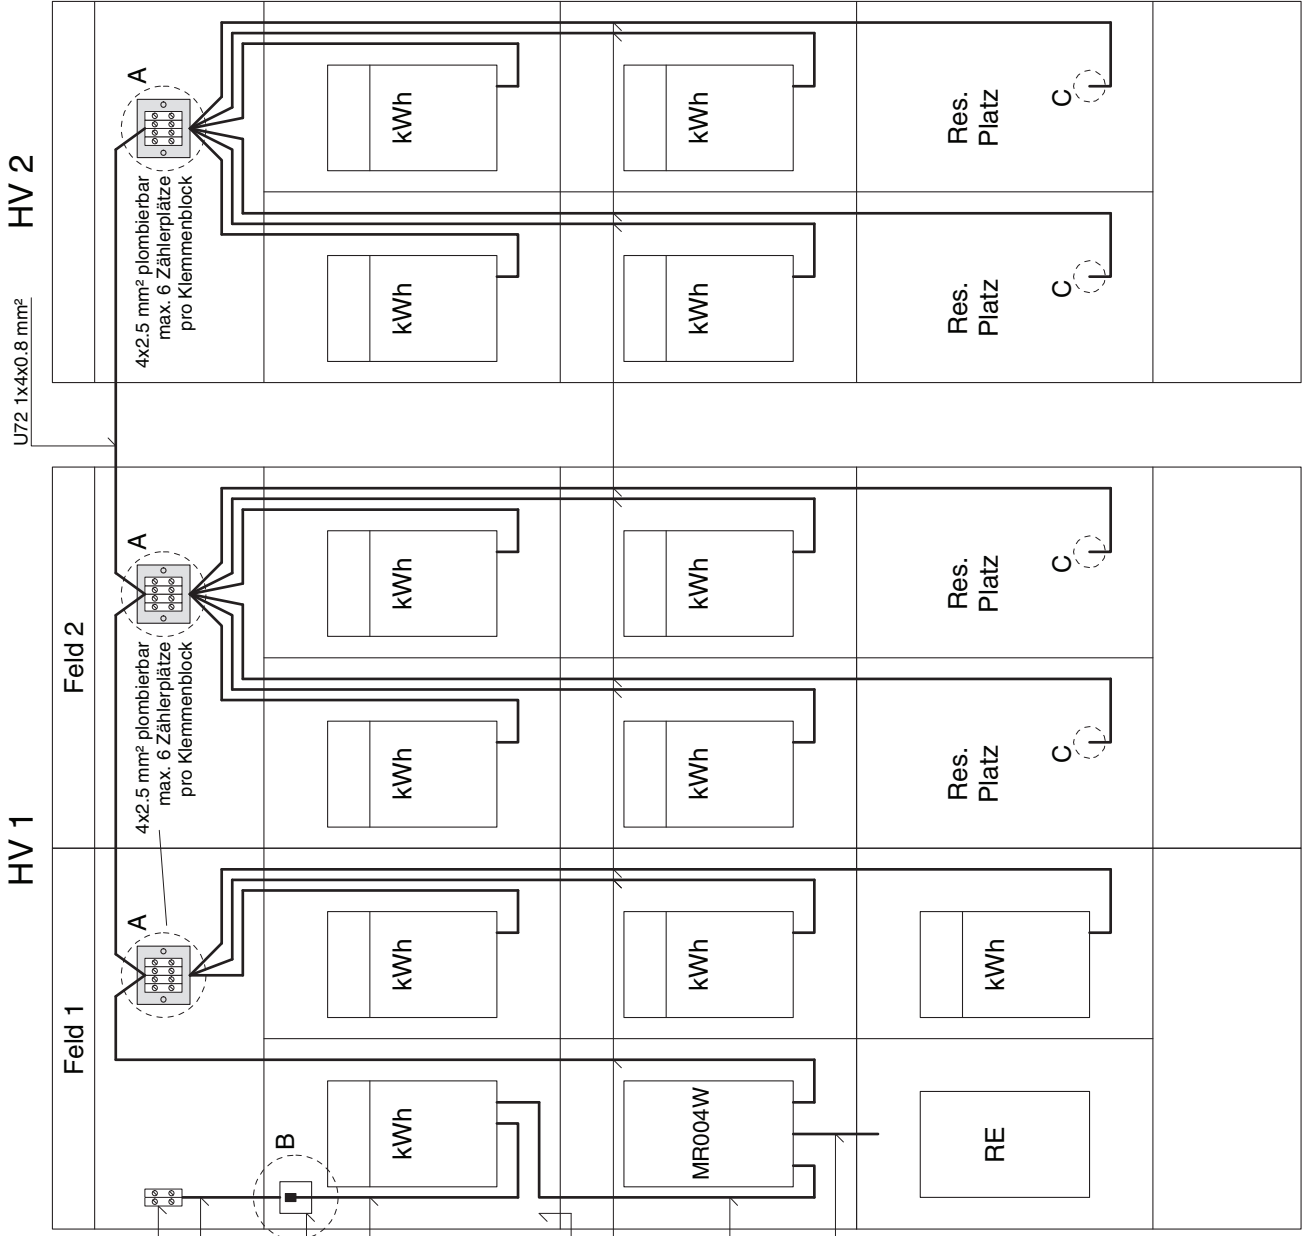 HV 1
HV 2
U72 1x4x0.8 mm²
Feld 1
Feld 2
A
A
A
4x2.5 mm² plombierbar
max. 6 Zählerplätze
pro Klemmenblock
4x2.5 mm² plombierbar
max. 6 Zählerplätze
pro Klemmenblock
B
kWh
kWh
kWh
kWh
kWh
kWh
MR004W
kWh
kWh
kWh
kWh
kWh
RE
kWh
Res.
Platz
Res.
Platz
Res.
Platz
Res.
Platz
C
C
C
C